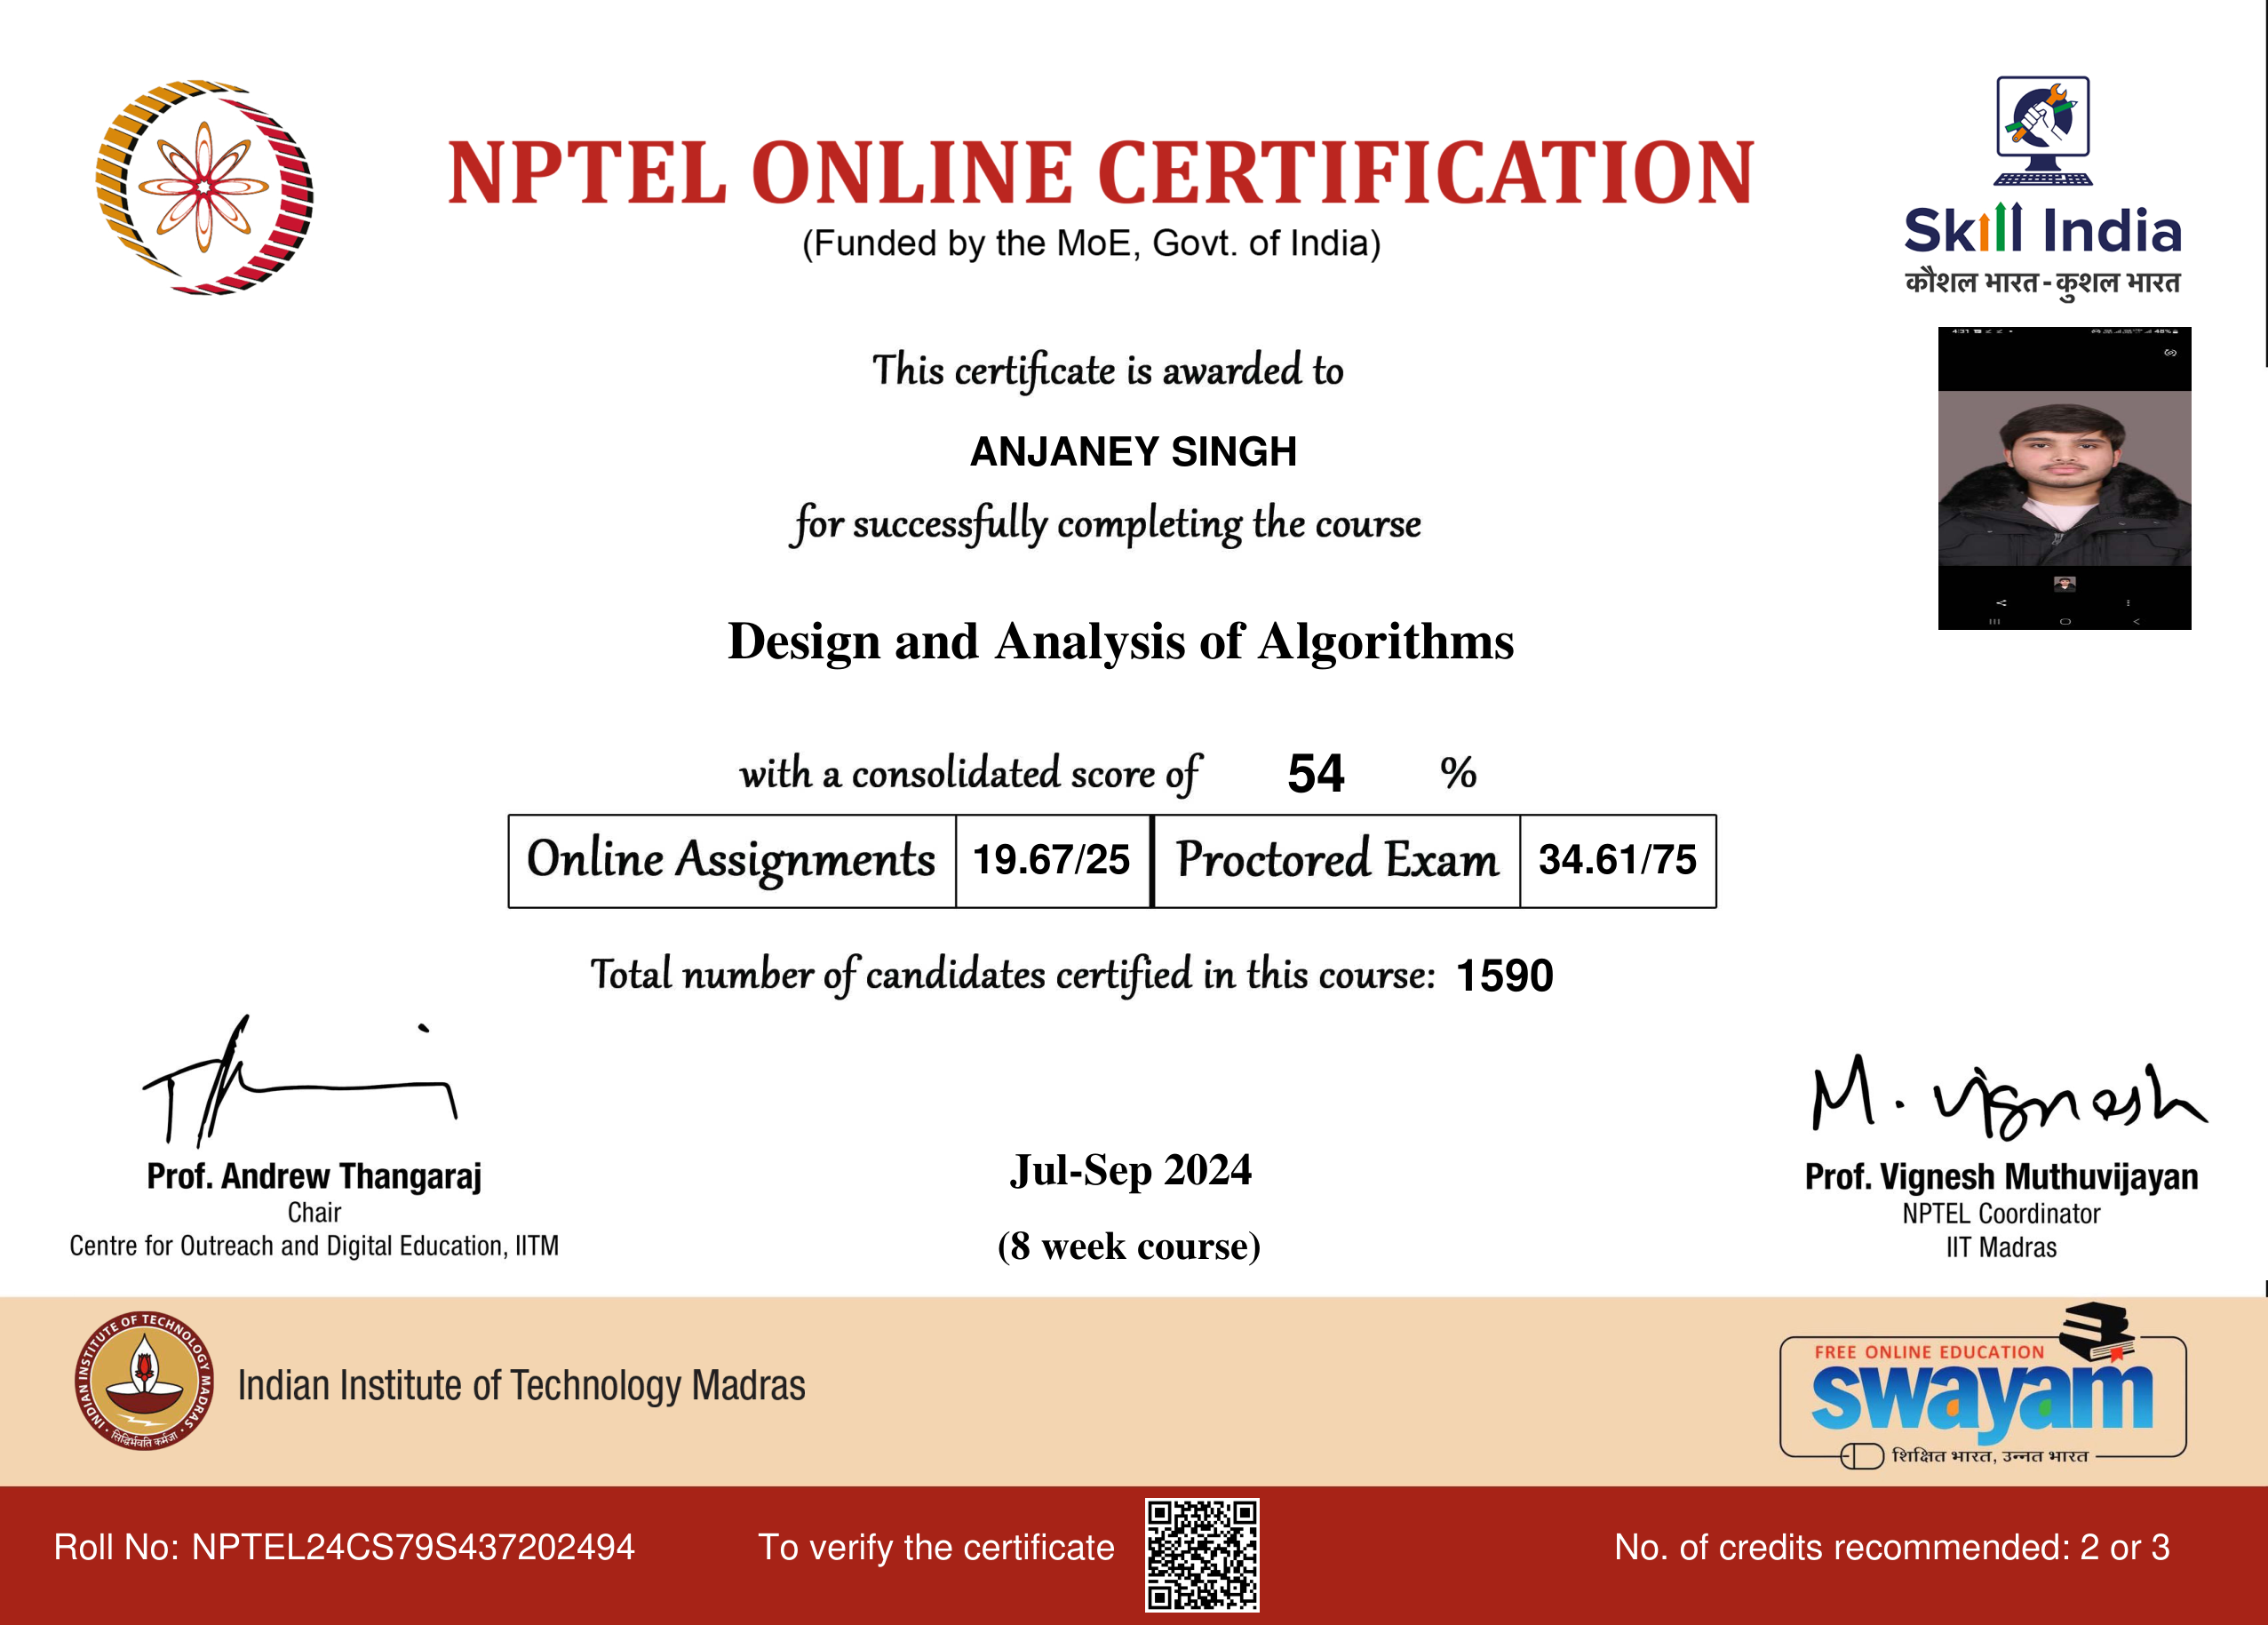 NPTEL ONLINE CERTIFICATION
(Funded by the MoE, Govt. of India)
Skill India
कौशल भारत - कुशल भारत
This certificate is awarded to
ANJANEY SINGH
for successfully completing the course
Design and Analysis of Algorithms
with a consolidated score of 54 %
Online Assignments 19.67/25 Proctored Exam 34.61/75
Total number of candidates certified in this course: 1590
M. Vignesh
Prof. Andrew Thangaraj
Chair
Centre for Outreach and Digital Education, IITM
Jul-Sep 2024
(8 week course)
Prof. Vignesh Muthuvijayan
NPTEL Coordinator
IIT Madras
INDIAN INSTITUTE OF TECHNOLOGY MADRAS
सिद्धिर्भवति कर्मजा
Indian Institute of Technology Madras
FREE ONLINE EDUCATION
swayam
शिक्षित भारत, उन्नत भारत
Roll No: NPTEL24CS79S437202494
To verify the certificate
No. of credits recommended: 2 or 3